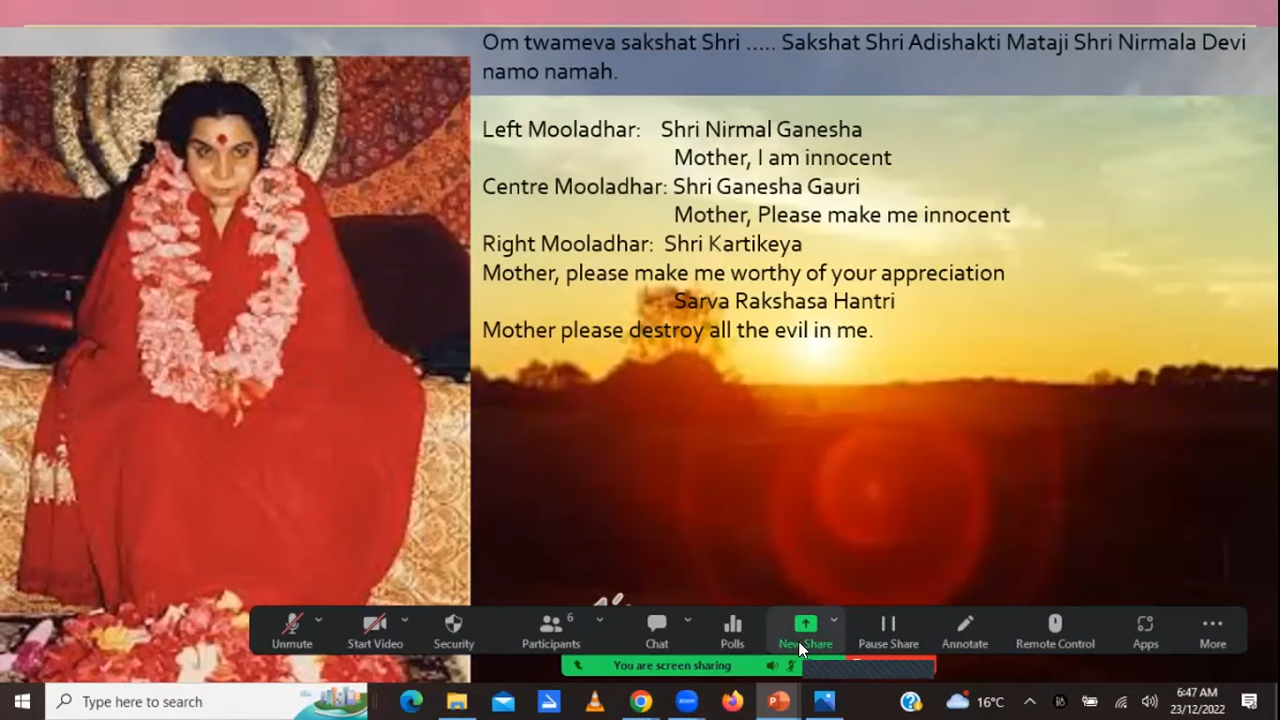 Om twameva sakshat Shri ..... Sakshat Shri Adishakti Mataji Shri Nirmala Devi
namo namah.
Left Mooladhar: Shri Nirmal Ganesha
Mother, I am innocent
Centre Mooladhar: Shri Ganesha Gauri
Mother, Please make me innocent
Right Mooladhar: Shri Kartikeya
Mother, please make me worthy of your appreciation
Sarva Rakshasa Hantri
Mother please destroy all the evil in me.
6
Unmute Start Video Security Participants Chat Polls New Share Pause Share Annotate Remote Control Apps More
You are screen sharing
Type here to search
zoom
16°C
6:47 AM
23/12/2022